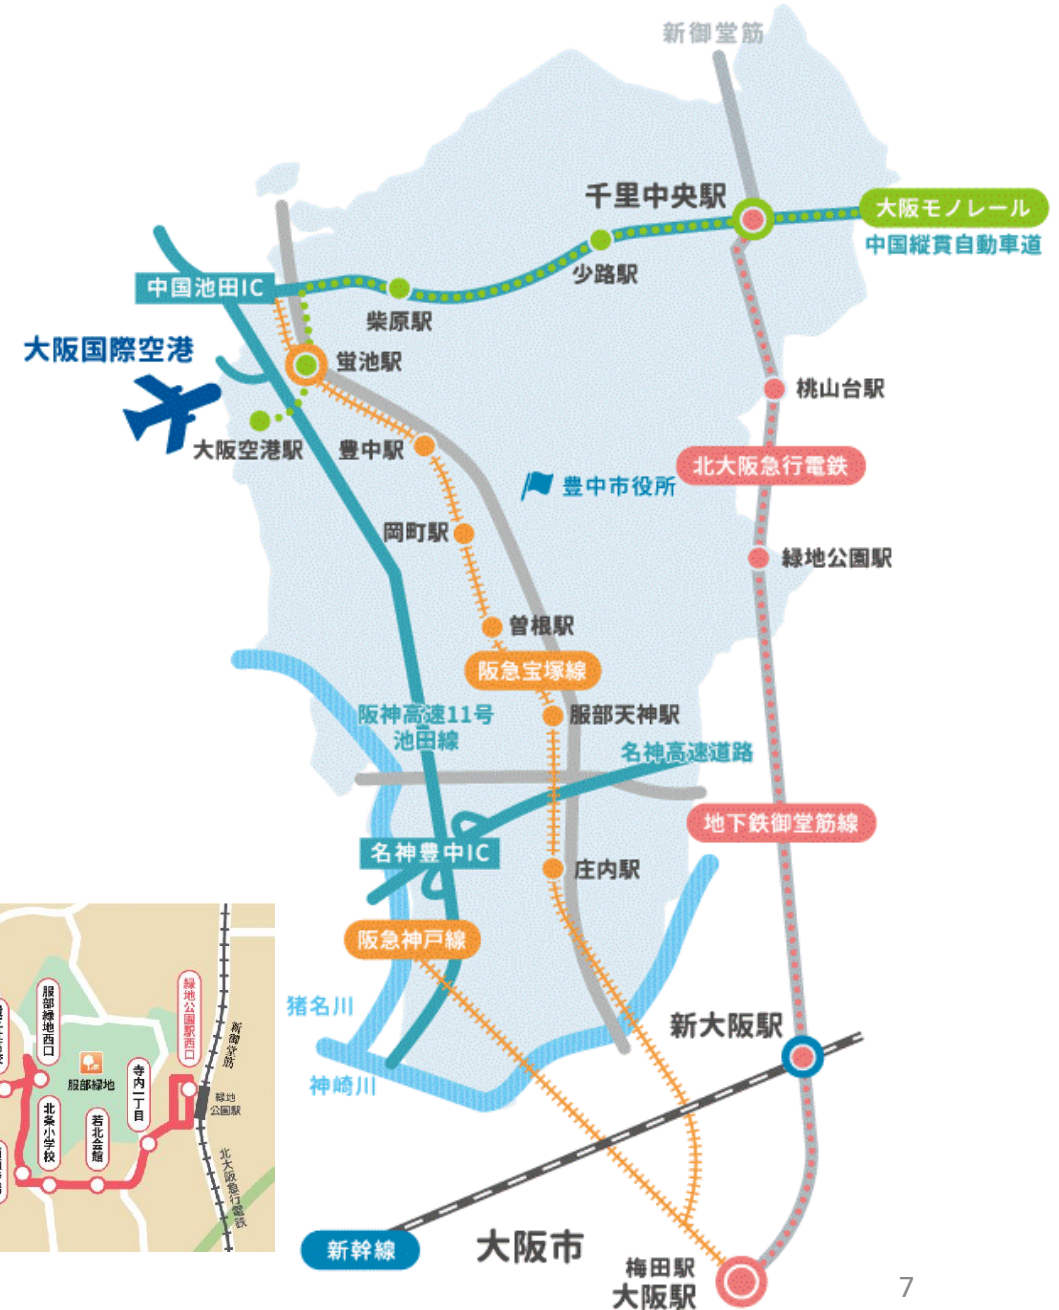 新御堂筋
千里中央駅
大阪モノレール
中国縦貫自動車道
少路駅
中国池田IC
柴原駅
大阪国際空港
蛍池駅
桃山台駅
大阪空港駅
豊中駅
北大阪急行電鉄
豊中市役所
岡町駅
緑地公園駅
曽根駅
阪急宝塚線
阪神高速11号
池田線
服部天神駅
名神高速道路
地下鉄御堂筋線
名神豊中IC
庄内駅
阪急神戸線
猪名川
新大阪駅
神崎川
新幹線
大阪市
梅田駅
大阪駅
服部緑地西口
緑地公園駅西口
新御堂筋
服部緑地
寺内一丁目
緑地
公園駅
北条小学校
若北会館
北大阪急行電鉄
7